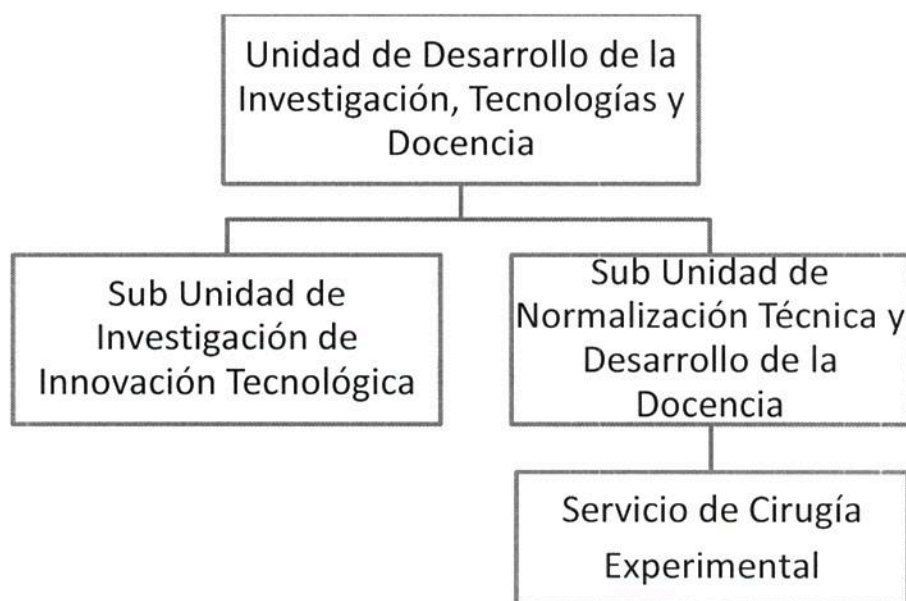 Unidad de Desarrollo de la
Investigación, Tecnologías y
Docencia
Sub Unidad de
Investigación de
Innovación Tecnológica
Sub Unidad de
Normalización Técnica y
Desarrollo de la
Docencia
Servicio de Cirugía
Experimental